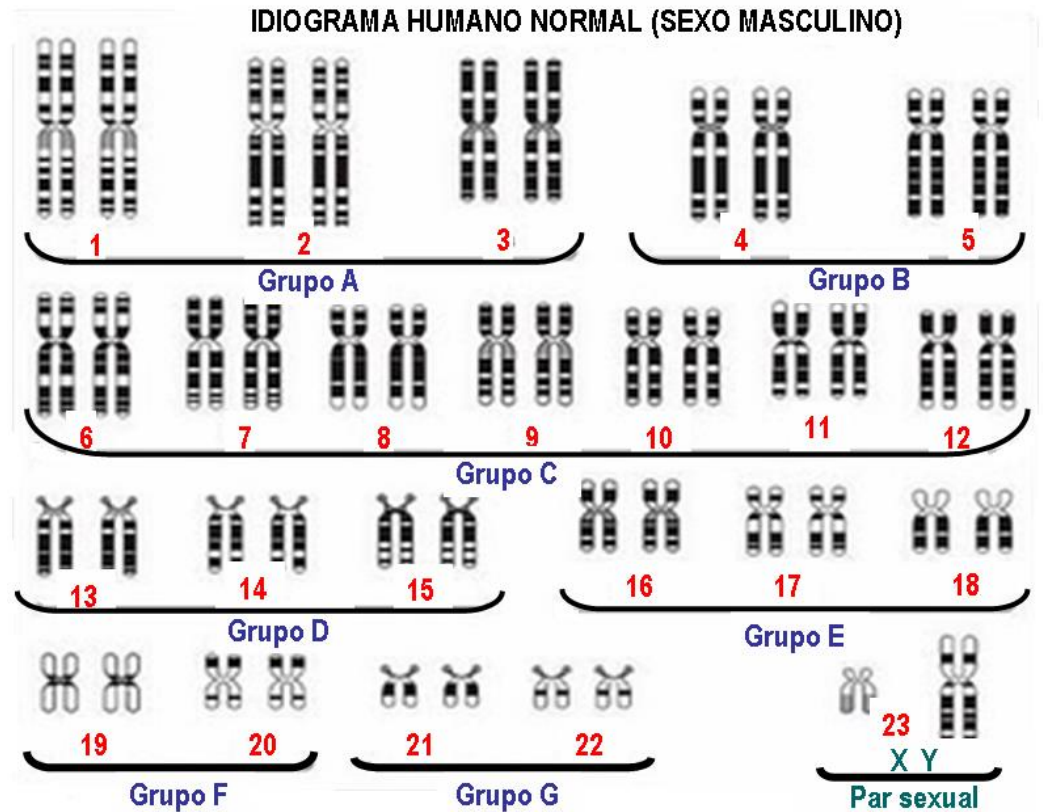 IDIOGRAMA HUMANO NORMAL (SEXO MASCULINO)
1 2 3 4 5
Grupo A Grupo B
6 7 8 9 10 11 12
Grupo C
13 14 15 16 17 18
Grupo D Grupo E
19 20 21 22 23
X Y
Grupo F Grupo G Par sexual